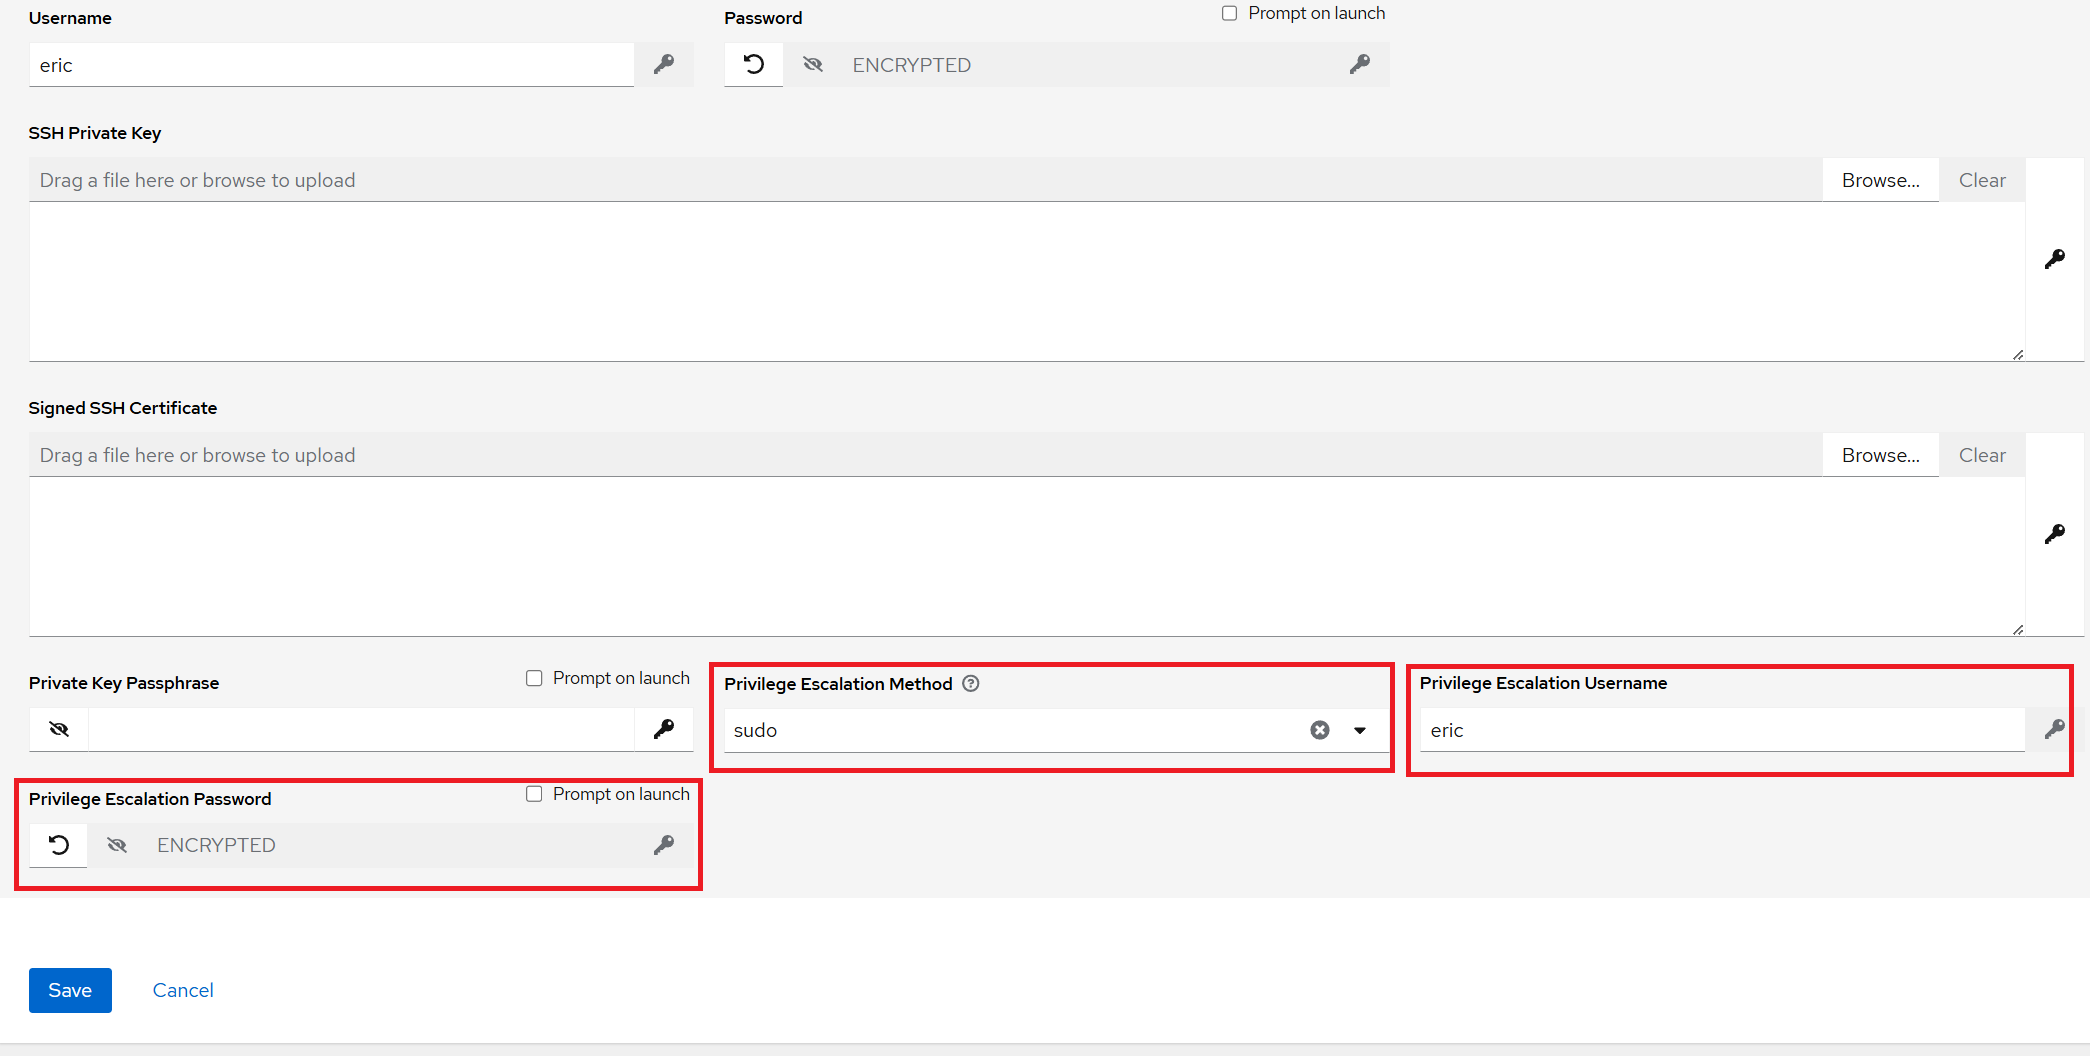 Username
Password
Prompt on launch
eric
ENCRYPTED
SSH Private Key
Drag a file here or browse to upload
Browse...
Clear
Signed SSH Certificate
Drag a file here or browse to upload
Browse...
Clear
Private Key Passphrase
Prompt on launch
Privilege Escalation Method
sudo
Privilege Escalation Username
eric
Privilege Escalation Password
Prompt on launch
ENCRYPTED
Save
Cancel